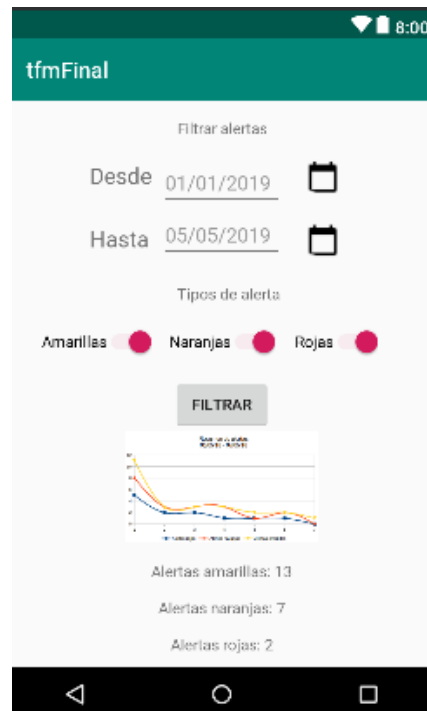 8:00
tfmFinal
Filtrar alertas
Desde 01/01/2019
Hasta 05/05/2019
Tipos de alerta
Amarillas Naranjas Rojas
FILTRAR
Alertas amarillas: 13
Alertas naranjas: 7
Alertas rojas: 2